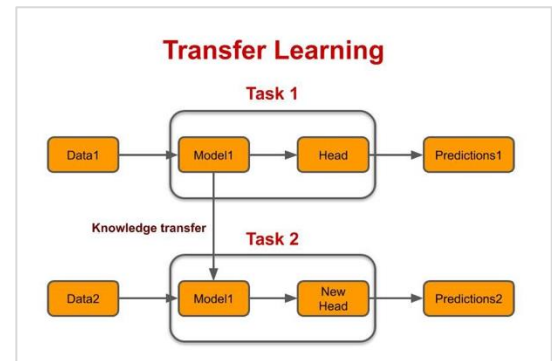 Transfer Learning
Task 1
Data1
Model1
Head
Predictions1
Knowledge transfer
Task 2
Data2
Model1
New
Head
Predictions2